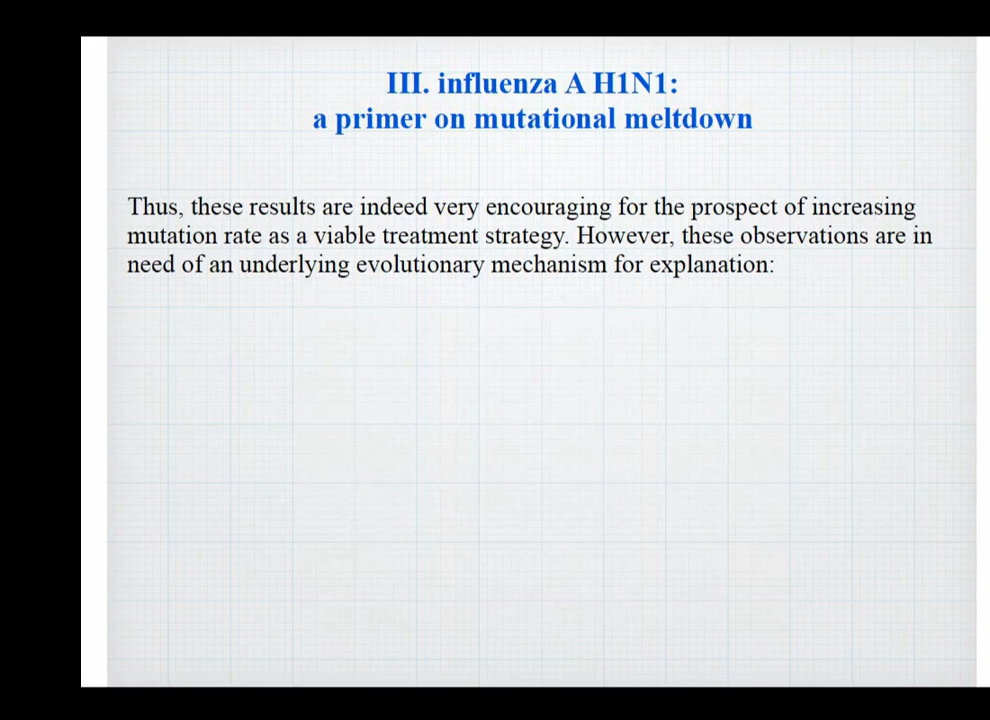 III. influenza A H1N1:
a primer on mutational meltdown
Thus, these results are indeed very encouraging for the prospect of increasing
mutation rate as a viable treatment strategy. However, these observations are in
need of an underlying evolutionary mechanism for explanation: